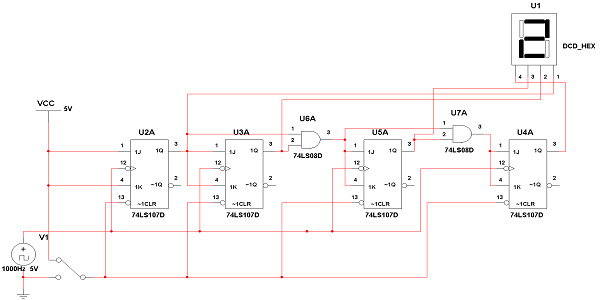 U1
DCD_HEX
4 3 2 1
VCC
5V
U2A
U3A
U6A
U5A
U7A
U4A
1 1J 1Q 3
12
4 1K ~1Q 2
13 ~1CLR
74LS107D
1 1J 1Q 3
12
4 1K ~1Q 2
13 ~1CLR
74LS107D
1
2 3
74LS08D
1 1J 1Q 3
12
4 1K ~1Q 2
13 ~1CLR
74LS107D
1
2 3
74LS08D
1 1J 1Q 3
12
4 1K ~1Q 2
13 ~1CLR
74LS107D
V1
1000Hz 5V